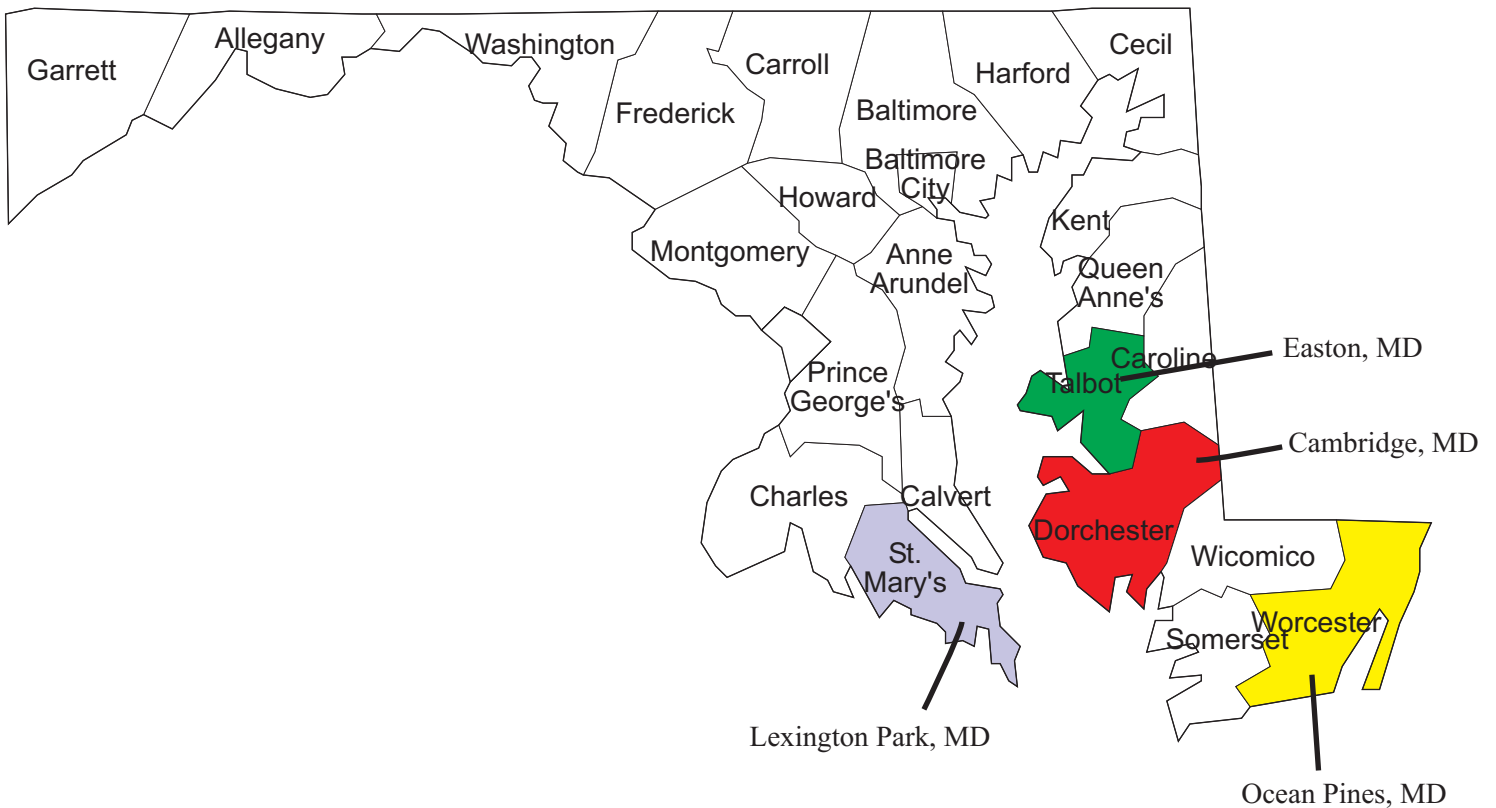 Garrett
Allegany
Washington
Frederick
Carroll
Baltimore
Harford
Cecil
Baltimore
City
Howard
Montgomery
Anne
Arundel
Kent
Queen
Anne's
Caroline
Talbot
Easton, MD
Prince
George's
Cambridge, MD
Charles
Calvert
Dorchester
St.
Mary's
Wicomico
Worcester
Somerset
Lexington Park, MD
Ocean Pines, MD